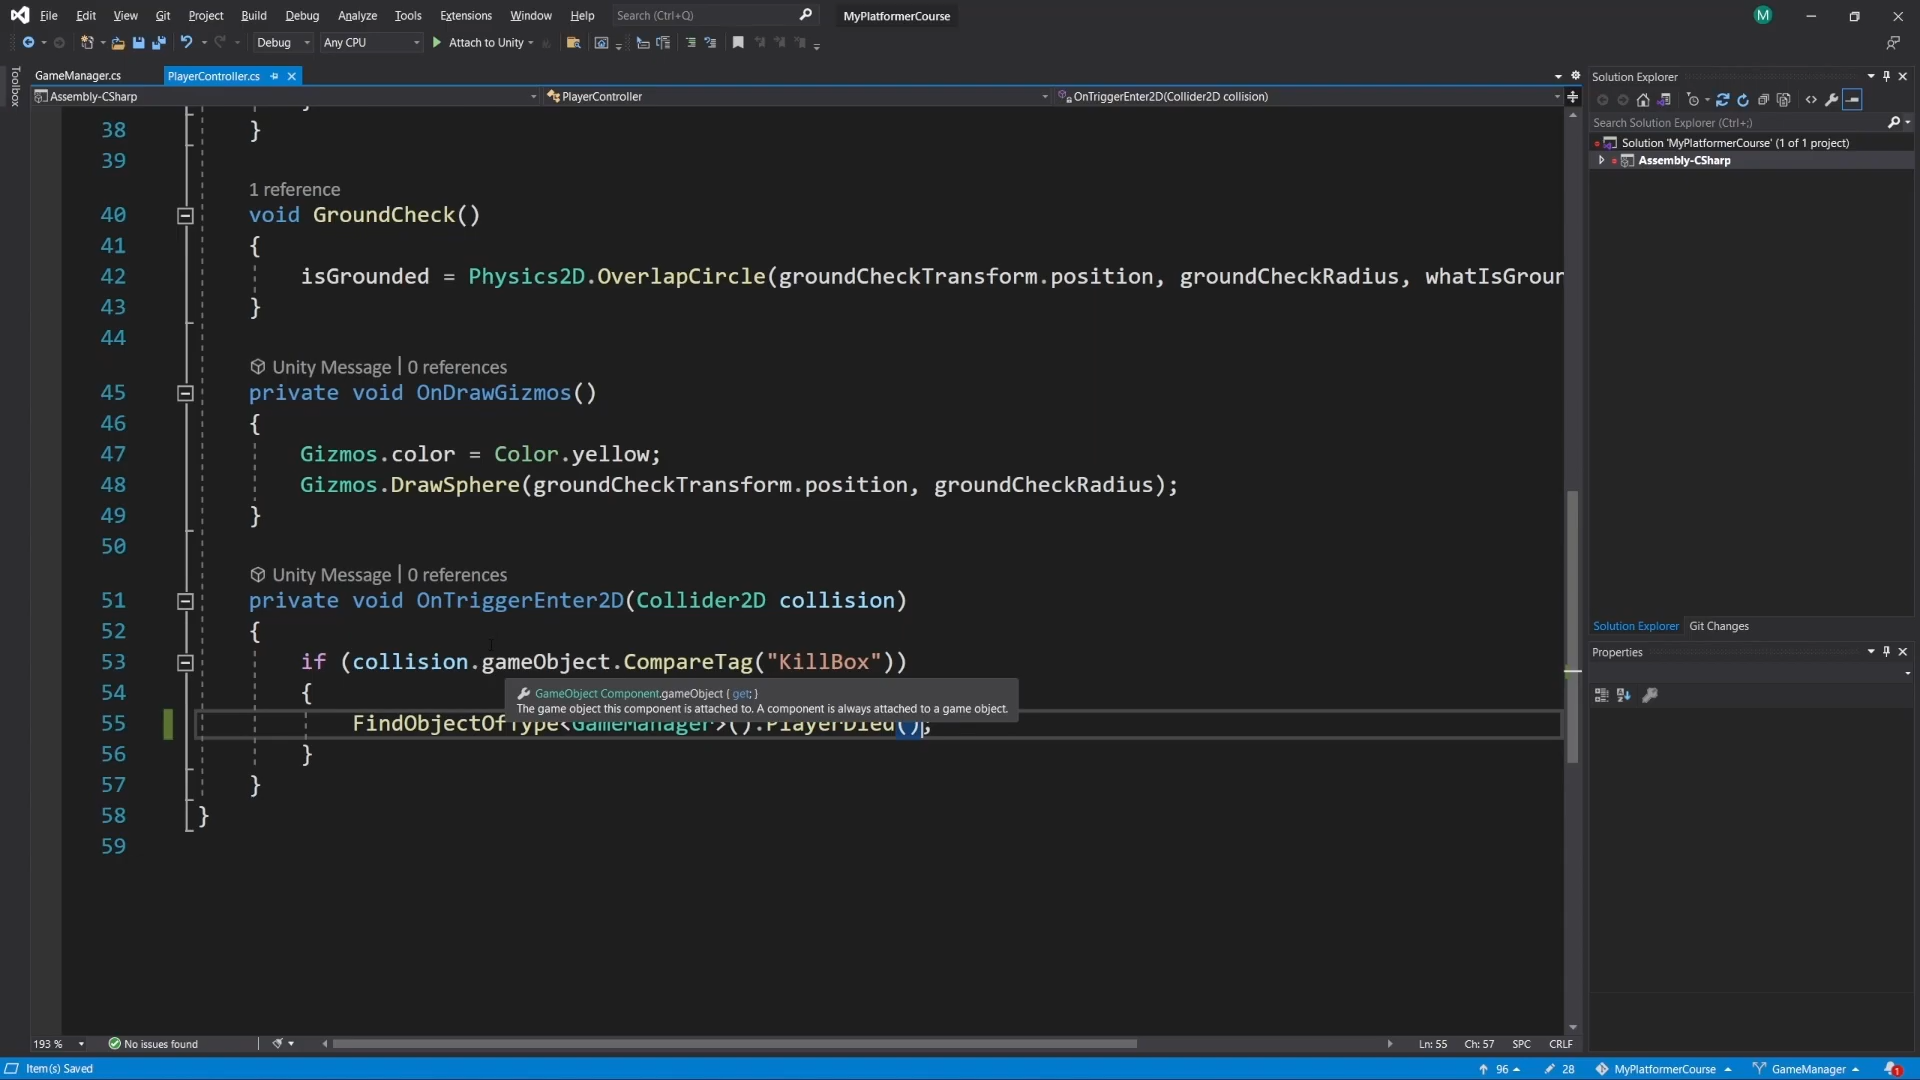 File Edit View Git Project Build Debug Analyze Tools Extensions Window Help Search (Ctrl+Q) MyPlatformerCourse M
Debug Any CPU Attach to Unity
Toolbox
GameManager.cs PlayerController.cs
Assembly-CSharp PlayerController OnTriggerEnter2D(Collider2D collision)
38 }
39
1 reference
40 void GroundCheck()
41 {
42 isGrounded = Physics2D.OverlapCircle(groundCheckTransform.position, groundCheckRadius, whatIsGroun
43 }
44
Unity Message | 0 references
45 private void OnDrawGizmos()
46 {
47 Gizmos.color = Color.yellow;
48 Gizmos.DrawSphere(groundCheckTransform.position, groundCheckRadius);
49 }
50
Unity Message | 0 references
51 private void OnTriggerEnter2D(Collider2D collision)
52 {
53 if (collision.gameObject.CompareTag("KillBox"))
54 {
GameObject Component.gameObject { get; }
The game object this component is attached to. A component is always attached to a game object.
55 FindObjectOfType<GameManager>().PlayerDied();
56 }
57 }
58 }
59
193 % No issues found Ln: 55 Ch: 57 SPC CRLF
Solution Explorer
Search Solution Explorer (Ctrl+;)
Solution 'MyPlatformerCourse' (1 of 1 project)
Assembly-CSharp
Solution Explorer Git Changes
Properties
Item(s) Saved 96 28 MyPlatformerCourse GameManager 1